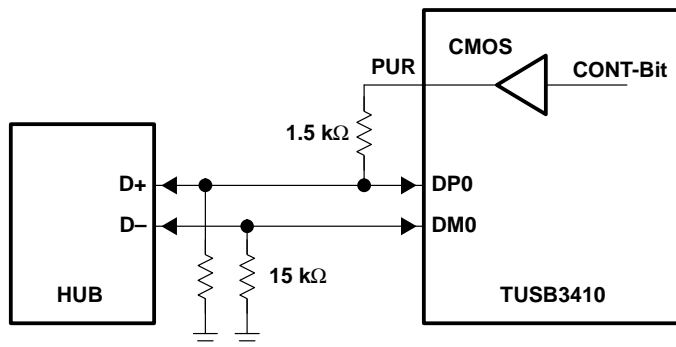 CMOS
PUR
CONT-Bit
1.5 kΩ
D+
DP0
D–
DM0
15 kΩ
HUB
TUSB3410